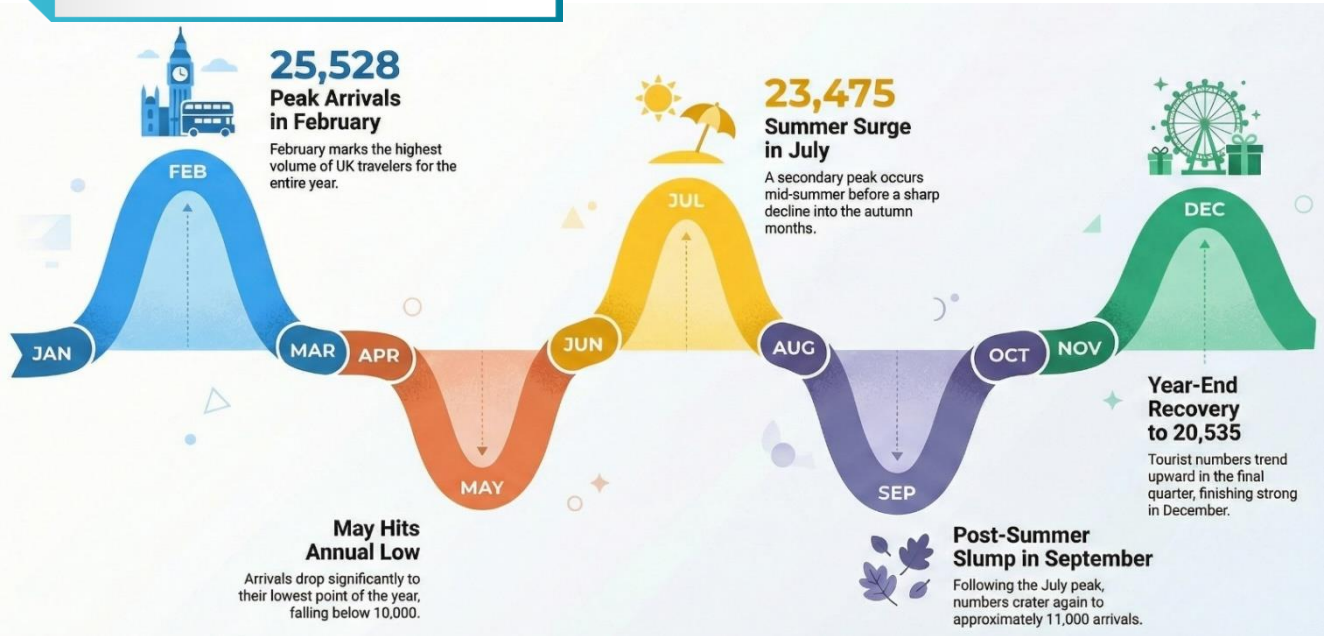 25,528
Peak Arrivals
in February
February marks the highest
volume of UK travelers for the
entire year.
23,475
Summer Surge
in July
A secondary peak occurs
mid-summer before a sharp
decline into the autumn
months.
FEB
JUL
DEC
JAN
MAR
APR
JUN
AUG
OCT
NOV
MAY
SEP
Year-End
Recovery
to 20,535
Tourist numbers trend
upward in the final
quarter, finishing strong
in December.
May Hits
Annual Low
Arrivals drop significantly to
their lowest point of the year,
falling below 10,000.
Post-Summer
Slump in September
Following the July peak,
numbers crater again to
approximately 11,000 arrivals.